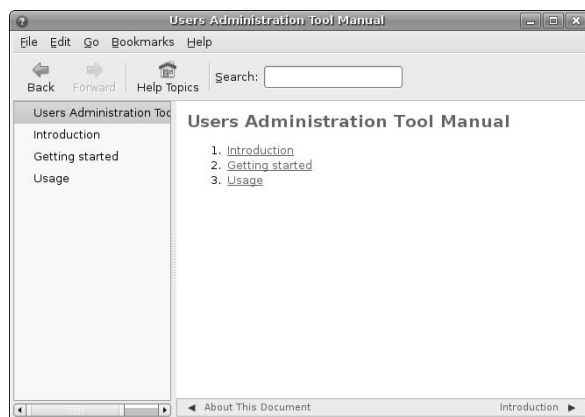 Users Administration Tool Manual
File Edit Go Bookmarks Help
Back Forward Help Topics Search:
Users Administration Too
Introduction
Getting started
Usage
Users Administration Tool Manual
1. Introduction
2. Getting started
3. Usage
About This Document Introduction